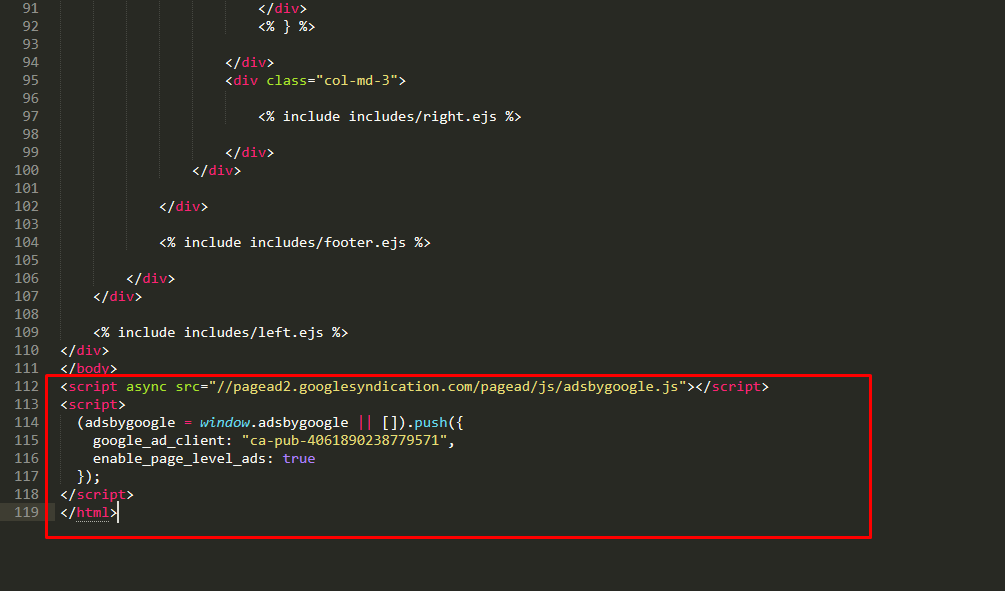 91 </div>
92 <% } %>
93
94 </div>
95 <div class="col-md-3">
96
97 <% include includes/right.ejs %>
98
99 </div>
100 </div>
101
102 </div>
103
104 <% include includes/footer.ejs %>
105
106 </div>
107 </div>
108
109 <% include includes/left.ejs %>
110 </div>
111 </body>
112 <script async src="//pagead2.googlesyndication.com/pagead/js/adsbygoogle.js"></script>
113 <script>
114 (adsbygoogle = window.adsbygoogle || []).push({
115 google_ad_client: "ca-pub-4061890238779571",
116 enable_page_level_ads: true
117 });
118 </script>
119 </html>